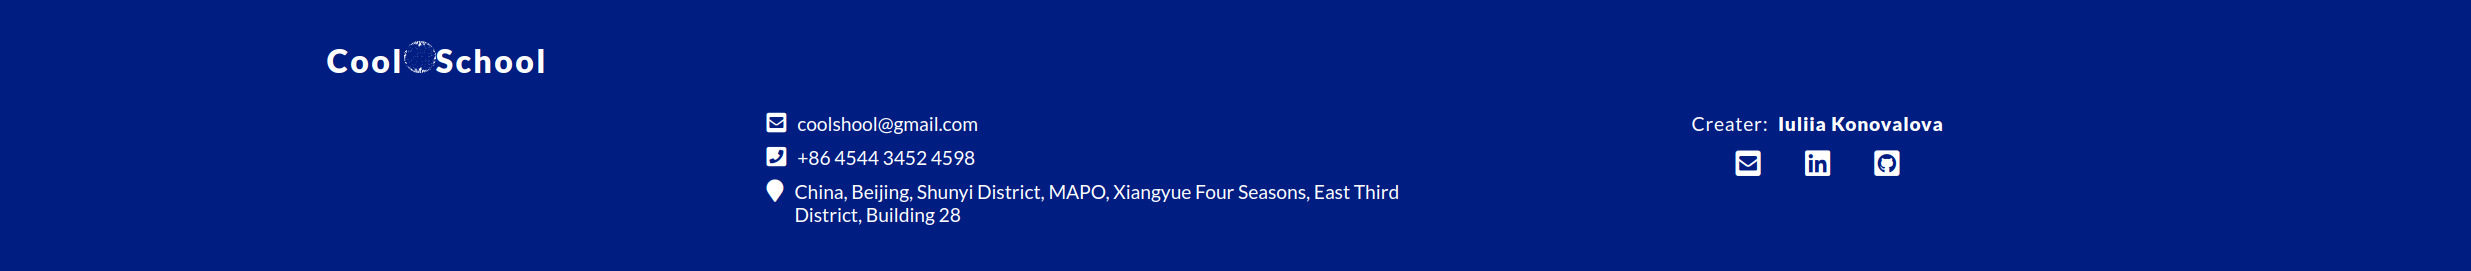 Cool School
coolshool@gmail.com
+86 4544 3452 4598
China, Beijing, Shunyi District, MAPO, Xiangyue Four Seasons, East Third
District, Building 28
Creater: Iuliia Konovalova
in